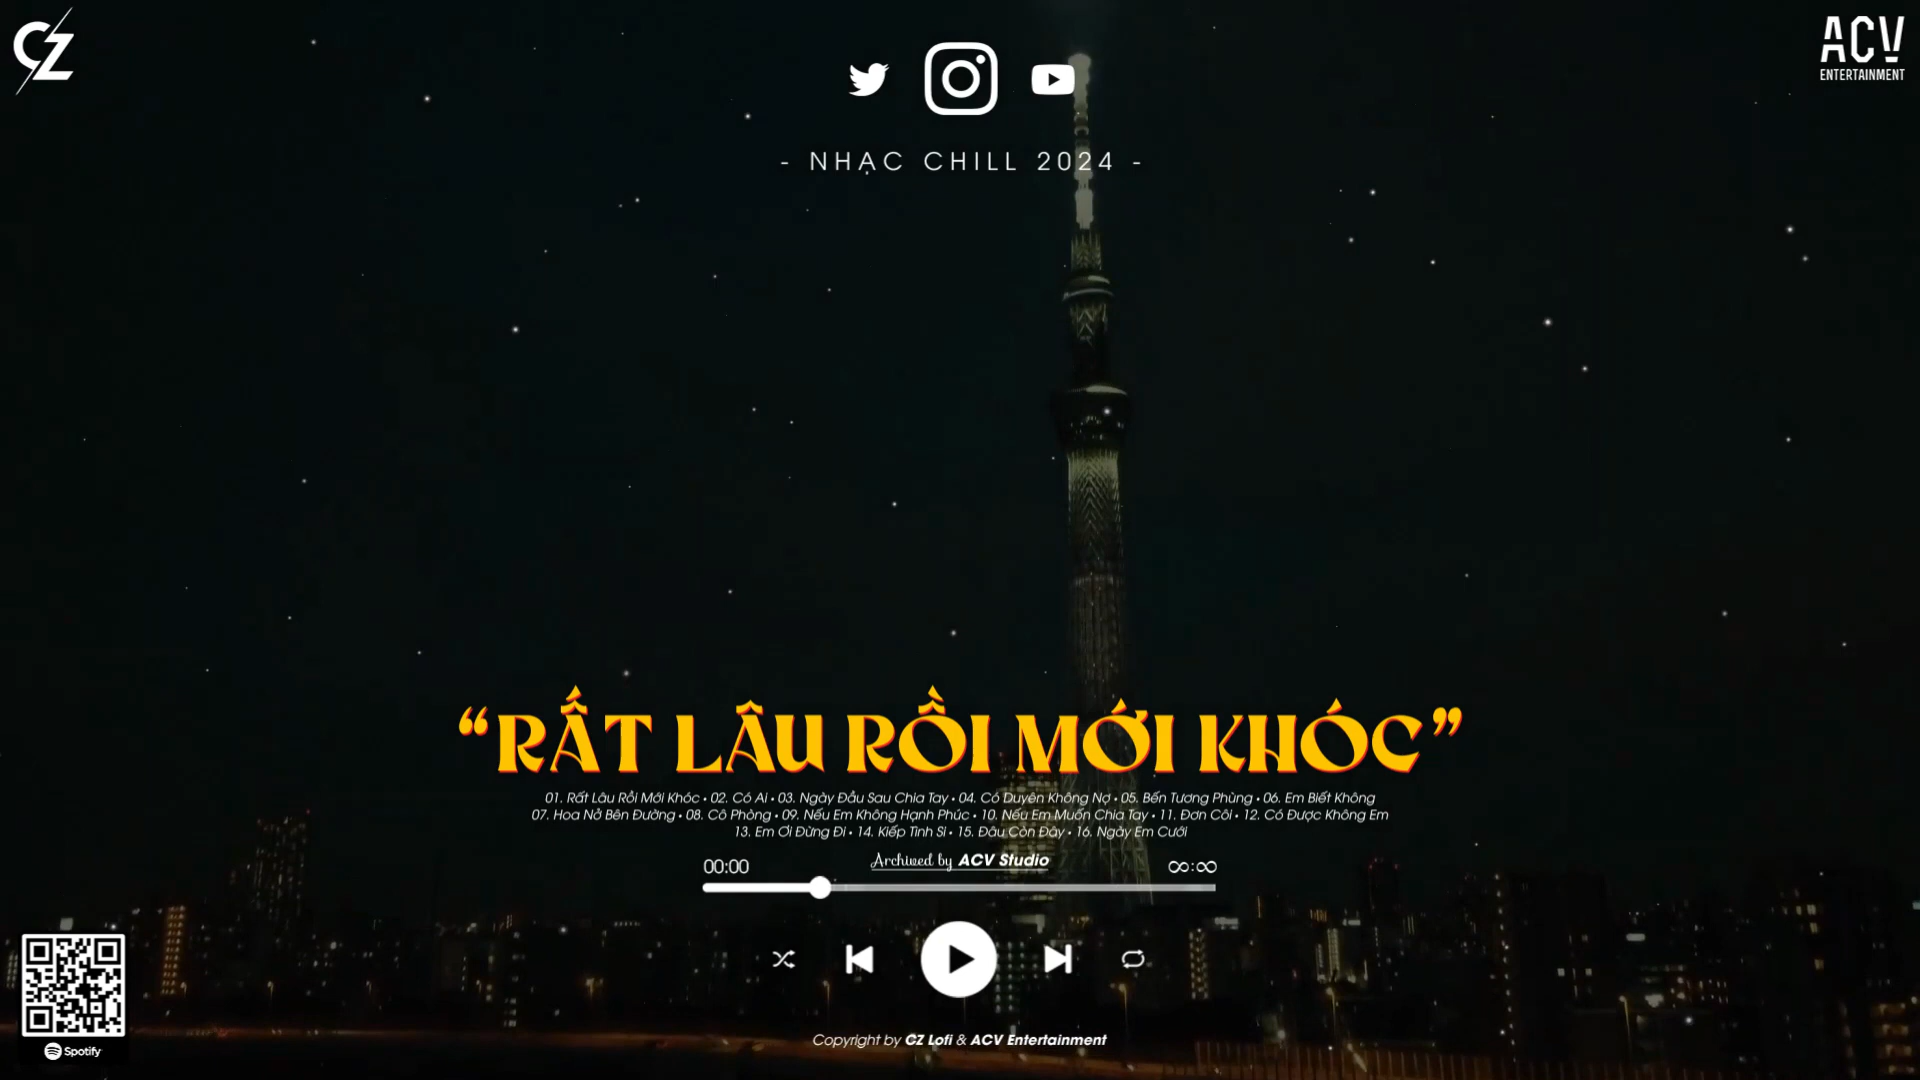 CZ
ACV
ENTERTAINMENT
- NHẠC CHILL 2024 -
“RẤT LÂU RỒI MỚI KHÓC”
01. Rất Lâu Rồi Mới Khóc • 02. Có Ai • 03. Ngày Đầu Sau Chia Tay • 04. Có Duyên Không Nợ • 05. Bến Tương Phùng • 06. Em Biết Không
07. Hoa Nở Bên Đường • 08. Cô Phòng • 09. Nếu Em Không Hạnh Phúc • 10. Nếu Em Muốn Chia Tay • 11. Đơn Côi • 12. Có Được Không Em
13. Em Ơi Đừng Đi • 14. Kiếp Tình Si • 15. Đâu Còn Đây • 16. Ngày Em Cưới
Archived by ACV Studio
00:00
∞:∞
Spotify
Copyright by CZ Lofi & ACV Entertainment